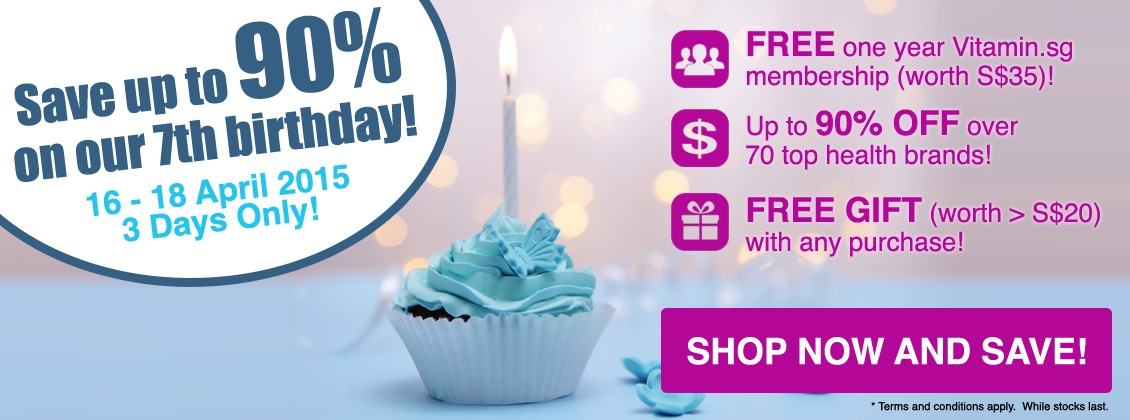 Save up to 90%
on our 7th birthday!
16 - 18 April 2015
3 Days Only!
FREE one year Vitamin.sg
membership (worth S$35)!
$
Up to 90% OFF over
70 top health brands!
FREE GIFT (worth > S$20)
with any purchase!
SHOP NOW AND SAVE!
* Terms and conditions apply. While stocks last.